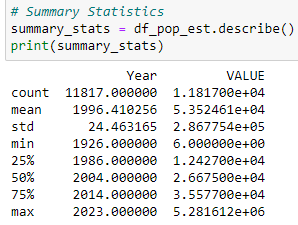 # Summary Statistics
summary_stats = df_pop_est.describe()
print(summary_stats)
Year VALUE
count 11817.000000 1.181700e+04
mean 1996.410256 5.352461e+04
std 24.463165 2.867754e+05
min 1926.000000 6.000000e+00
25% 1986.000000 1.242700e+04
50% 2004.000000 2.667500e+04
75% 2014.000000 3.557700e+04
max 2023.000000 5.281612e+06